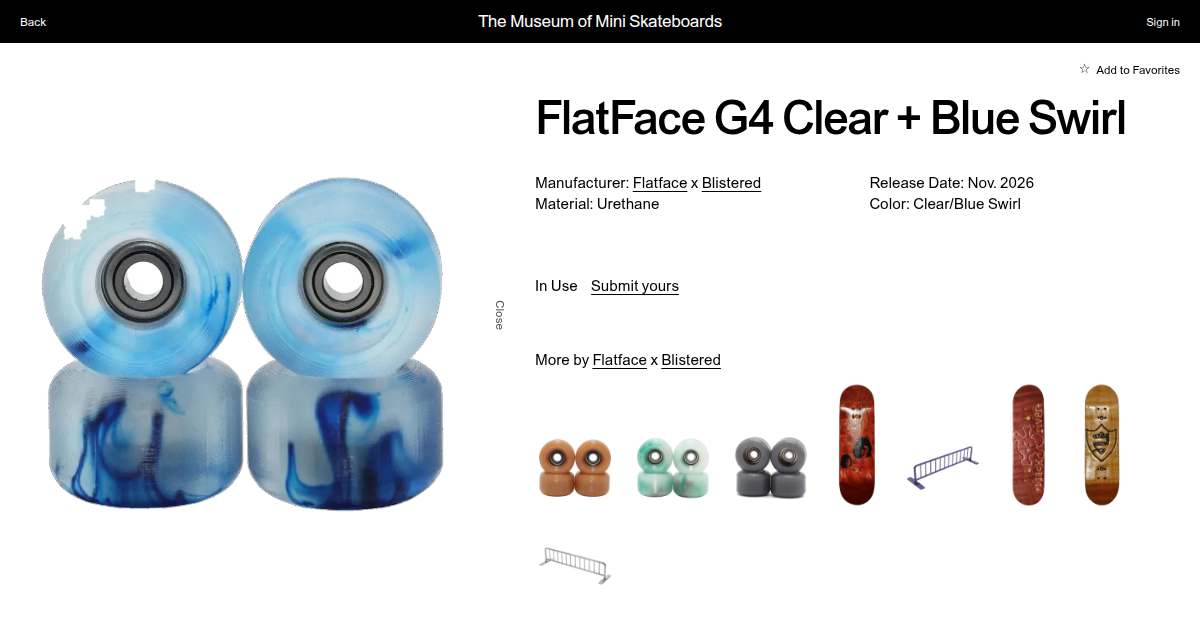 Back
The Museum of Mini Skateboards
Sign in
☆ Add to Favorites
FlatFace G4 Clear + Blue Swirl
Manufacturer: Flatface x Blistered
Material: Urethane
Release Date: Nov. 2026
Color: Clear/Blue Swirl
In Use Submit yours
Close
More by Flatface x Blistered